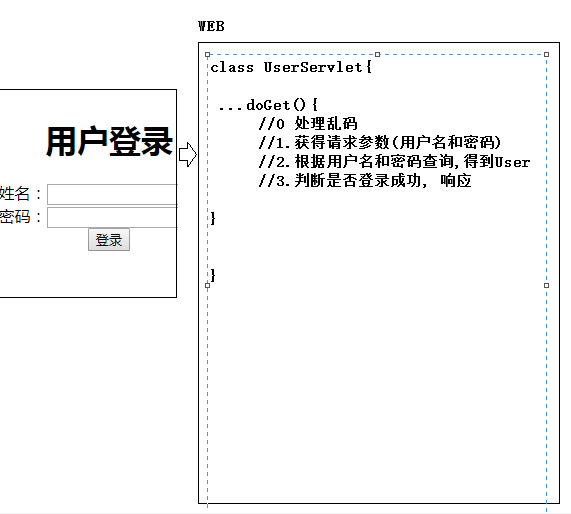 WEB
class UserServlet{
...doGet(){
//0 处理乱码
//1.获得请求参数(用户名和密码)
//2.根据用户名和密码查询,得到User
//3.判断是否登录成功, 响应
}
}
用户登录
姓名：
密码：
登录